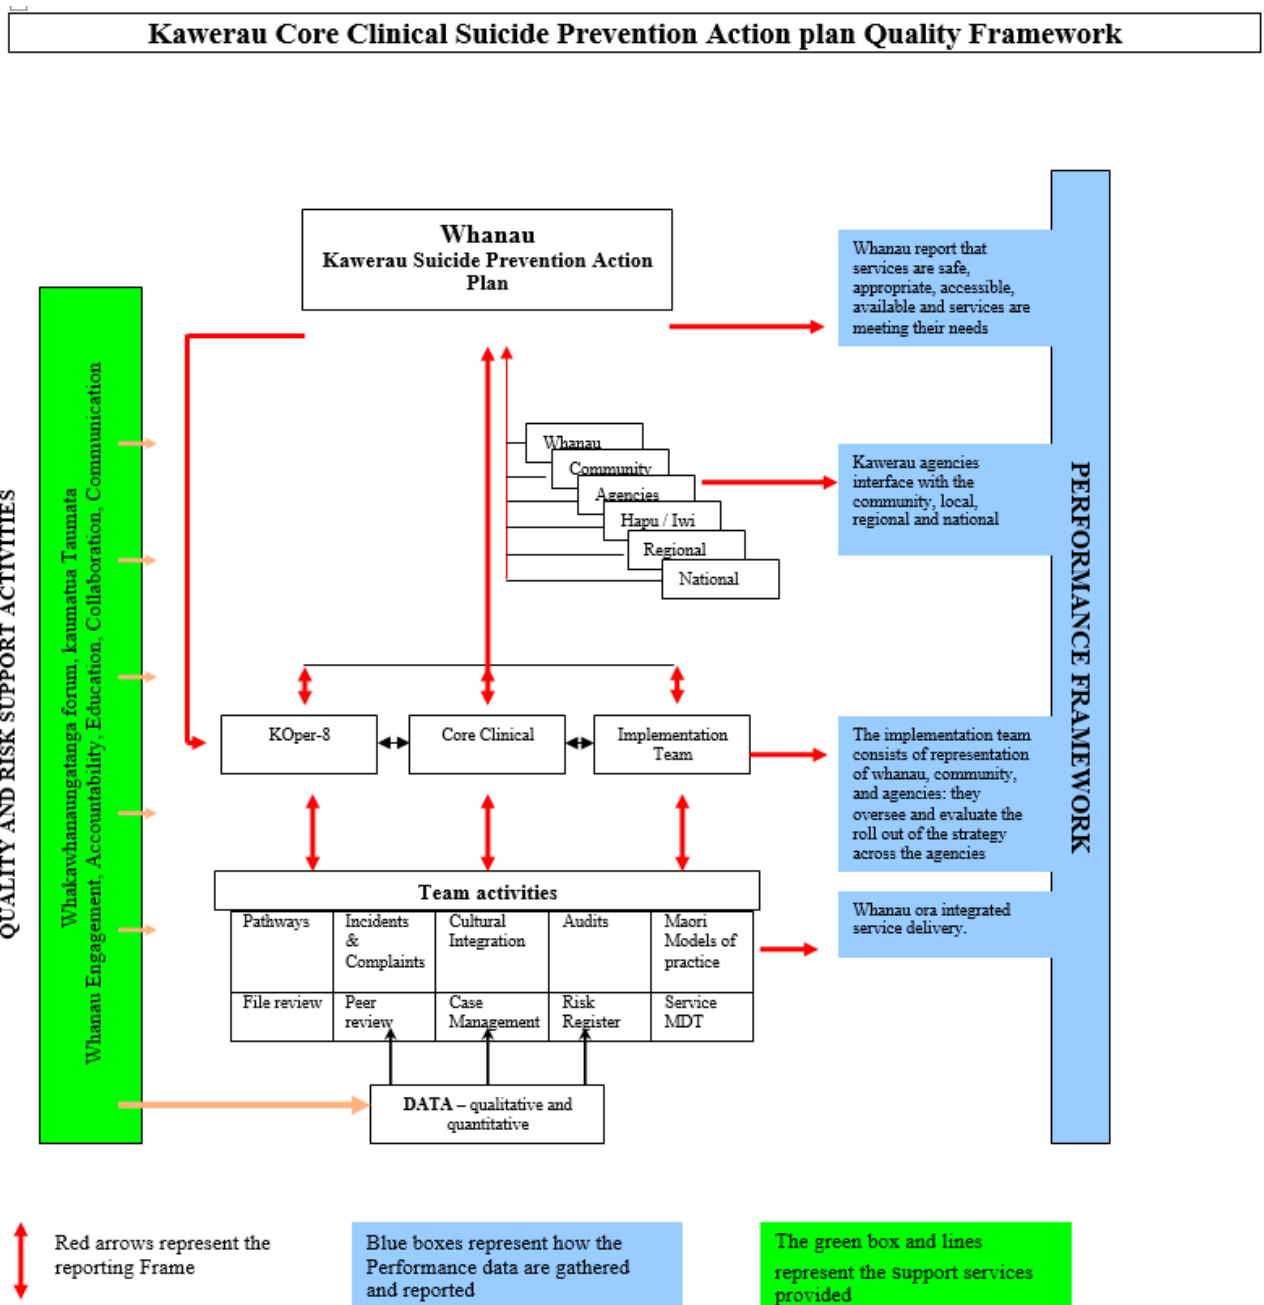 Kawerau Core Clinical Suicide Prevention Action plan Quality Framework
Whanau
Kawerau Suicide Prevention Action
Plan
Whanau report that
services are safe,
appropriate, accessible,
available and services are
meeting their needs
QUALITY AND RISK SUPPORT ACTIVITIES
Whakawhanaungatanga forum, kaumatua Taumata
Whanau Engagement, Accountability, Education, Collaboration, Communication
Whanau
Community
Agencies
Hapu / Iwi
Regional
National
Kawerau agencies
interface with the
community, local,
regional and national
PERFORMANCE FRAMEWORK
KOper-8
Core Clinical
Implementation
Team
The implementation team
consists of representation
of whanau, community,
and agencies: they
oversee and evaluate the
roll out of the strategy
across the agencies
Team activities
Pathways
Incidents
&
Complaints
Cultural
Integration
Audits
Maori
Models of
practice
File review
Peer
review
Case
Management
Risk
Register
Service
MDT
Whanau ora integrated
service delivery.
DATA – qualitative and
quantitative
Red arrows represent the
reporting Frame
Blue boxes represent how the
Performance data are gathered
and reported
The green box and lines
represent the Support services
provided